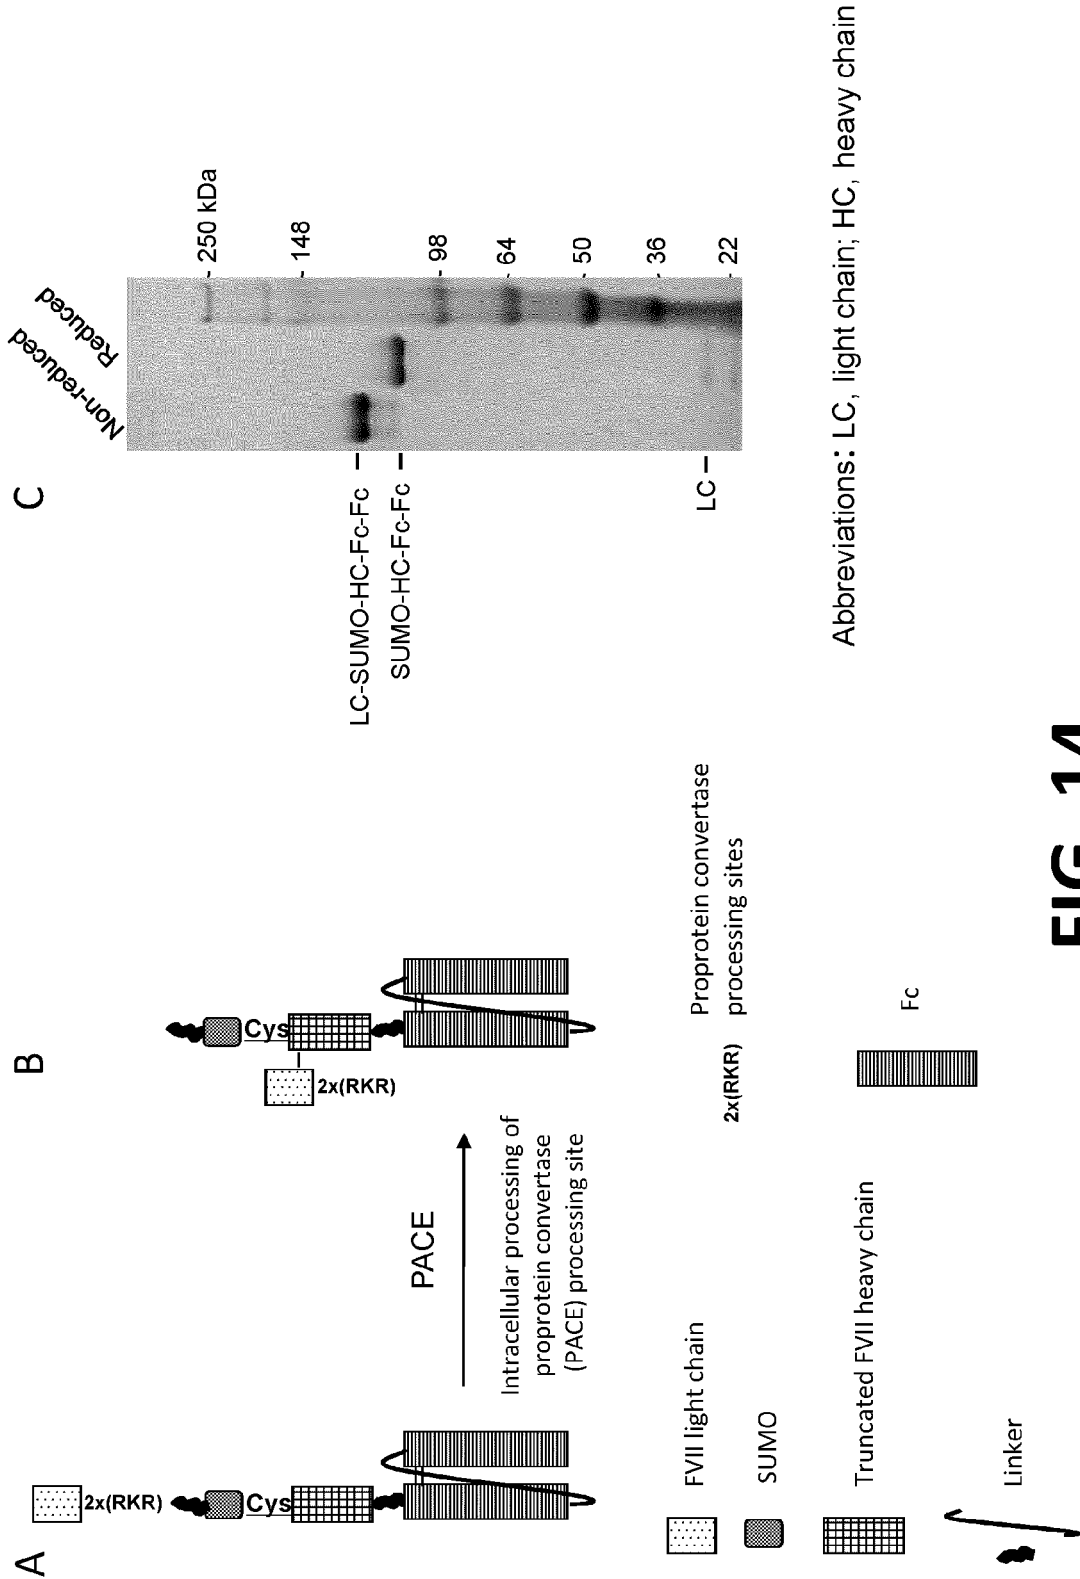 A
2x(RKR)
Cys
PACE
Intracellular processing of
proprotein convertase
(PACE) processing site
B
Cys
2x(RKR)
C
Non-reduced
Reduced
LC-SUMO-HC-Fc-Fc
SUMO-HC-Fc-Fc
LC
250 kDa
148
98
64
50
36
22
FVII light chain
SUMO
Truncated FVII heavy chain
Linker
2x(RKR)
Proprotein convertase
processing sites
Fc
Abbreviations: LC, light chain; HC, heavy chain
FIG. 14